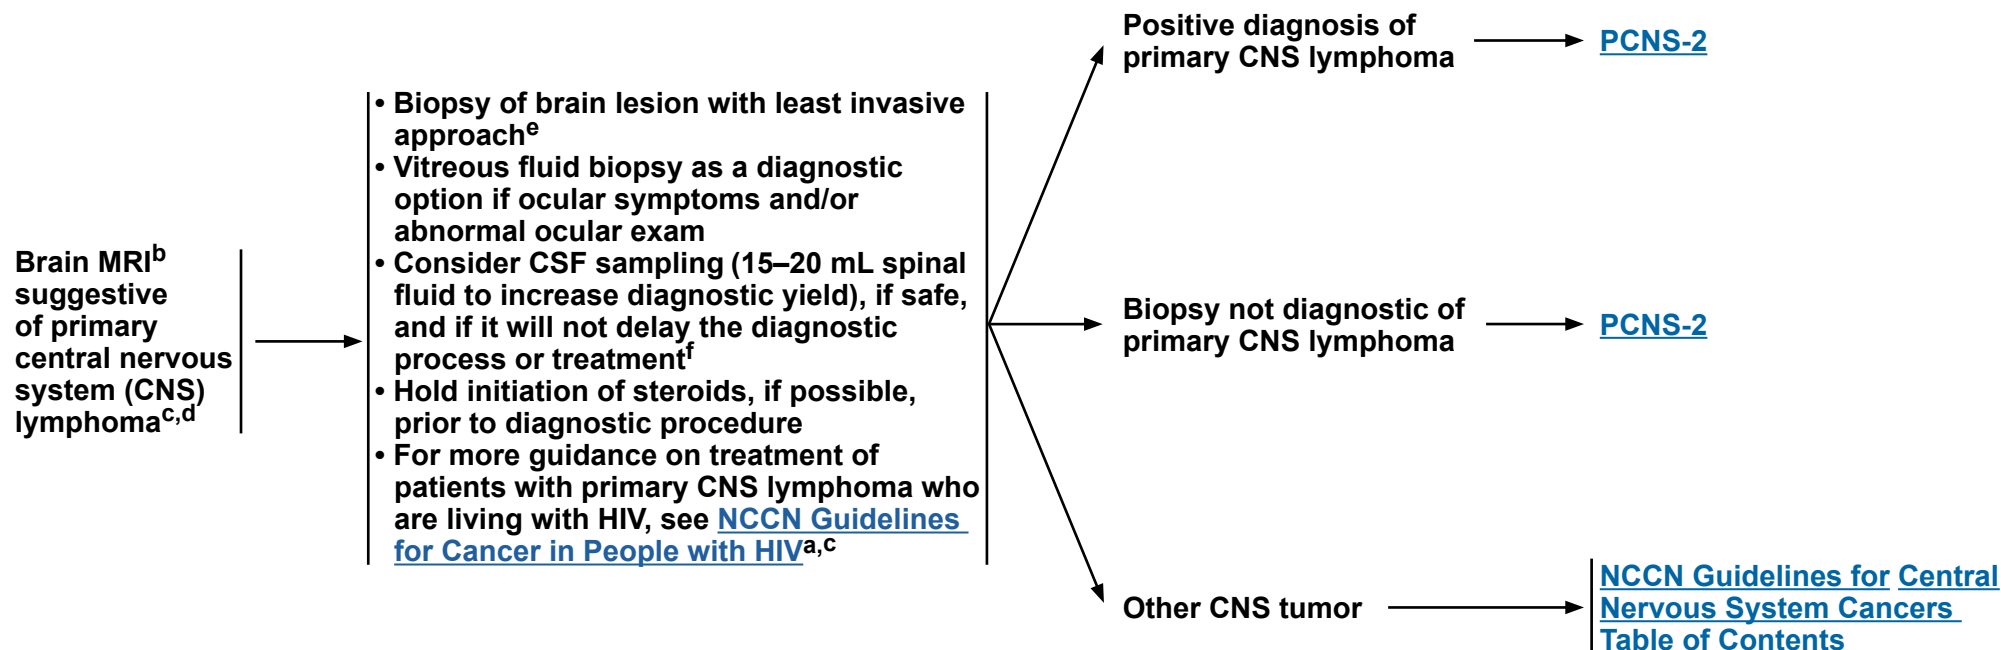 Brain MRIb
suggestive
of primary
central nervous
system (CNS)
lymphomac,d
• Biopsy of brain lesion with least invasive
approache
• Vitreous fluid biopsy as a diagnostic
option if ocular symptoms and/or
abnormal ocular exam
• Consider CSF sampling (15–20 mL spinal
fluid to increase diagnostic yield), if safe,
and if it will not delay the diagnostic
process or treatmentf
• Hold initiation of steroids, if possible,
prior to diagnostic procedure
• For more guidance on treatment of
patients with primary CNS lymphoma who
are living with HIV, see NCCN Guidelines
for Cancer in People with HIVa,c
Positive diagnosis of
primary CNS lymphoma
PCNS-2
Biopsy not diagnostic of
primary CNS lymphoma
PCNS-2
Other CNS tumor
NCCN Guidelines for Central
Nervous System Cancers
Table of Contents